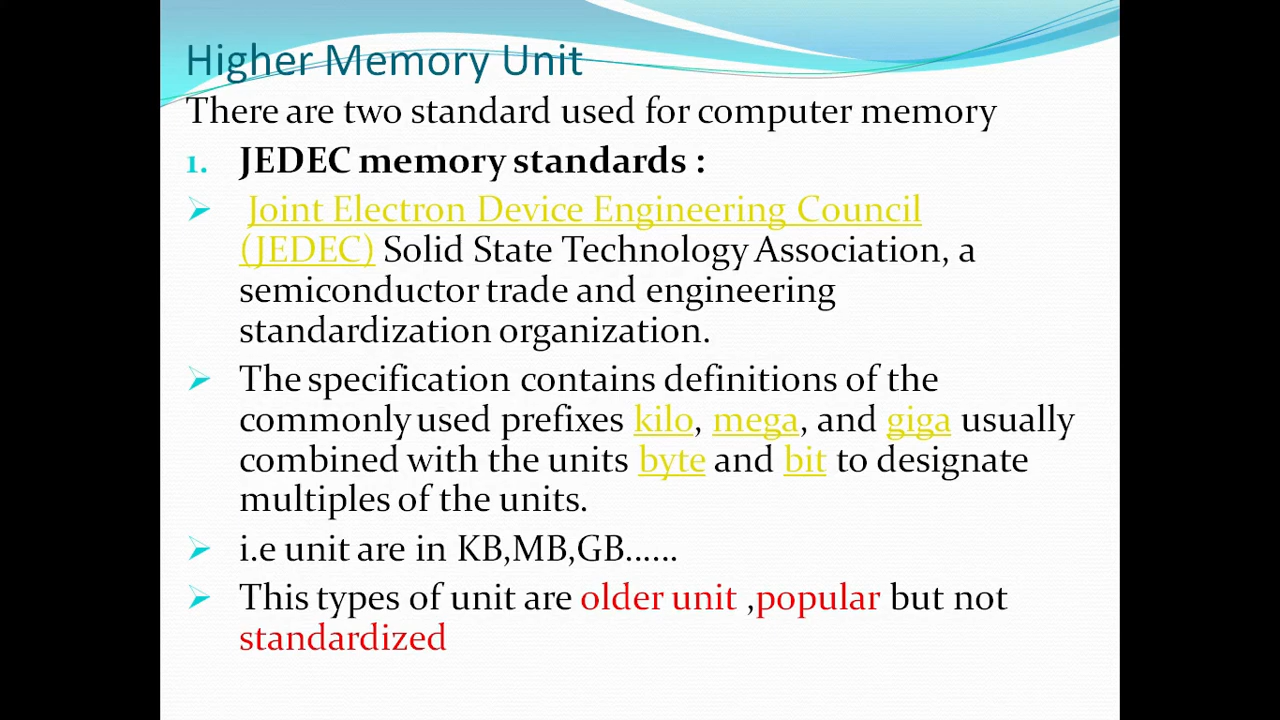 Higher Memory Unit
There are two standard used for computer memory
1. JEDEC memory standards :
Joint Electron Device Engineering Council
(JEDEC) Solid State Technology Association, a
semiconductor trade and engineering
standardization organization.
The specification contains definitions of the
commonly used prefixes kilo, mega, and giga usually
combined with the units byte and bit to designate
multiples of the units.
i.e unit are in KB,MB,GB......
This types of unit are older unit ,popular but not
standardized